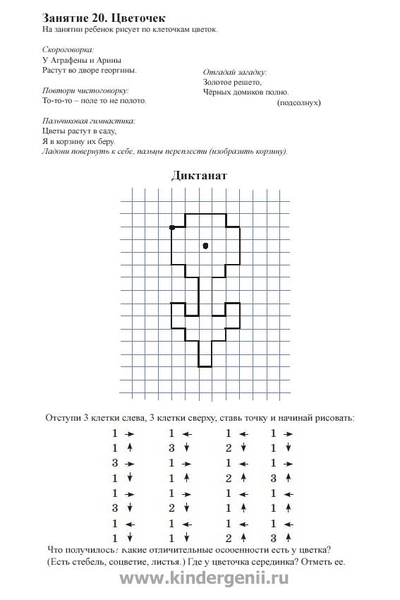 Занятие 20. Цветочек
На занятии ребенок рисует по клеточкам цветок.
Скороговорка:
У Аграфены и Арины
Растут во дворе георгины.
Повтори чистоговорку:
То-то-то – поле то не полото.
Отгадай загадку:
Золотое решето,
Чёрных домиков полно.
(подсолнух)
Пальчиковая гимнастика:
Цветы растут в саду,
Я в корзину их беру.
Ладони повернуть к себе, пальцы переплести (изобразить корзину).
Диктанат
Отступи 3 клетки слева, 3 клетки сверху, ставь точку и начинай рисовать:
1 → 1 ← 1 ← 1 →
1 ↑ 3 ↓ 2 ↓ 1 ↓
3 → 1 → 1 ← 1 →
1 ↓ 1 ↑ 2 ↑ 3 ↑
1 → 1 → 1 ← 1 ←
3 ↓ 2 ↓ 1 ↑ 1 ↑
1 ← 1 ← 1 ← 1 ←
1 ↓ 1 ↓ 2 ↑ 3 ↑
Что получилось? Какие отличительные особенности есть у цветка?
(Есть стебель, соцветие, листья.) Где у цветочка серединка? Отметь ее.
www.kindergenii.ru